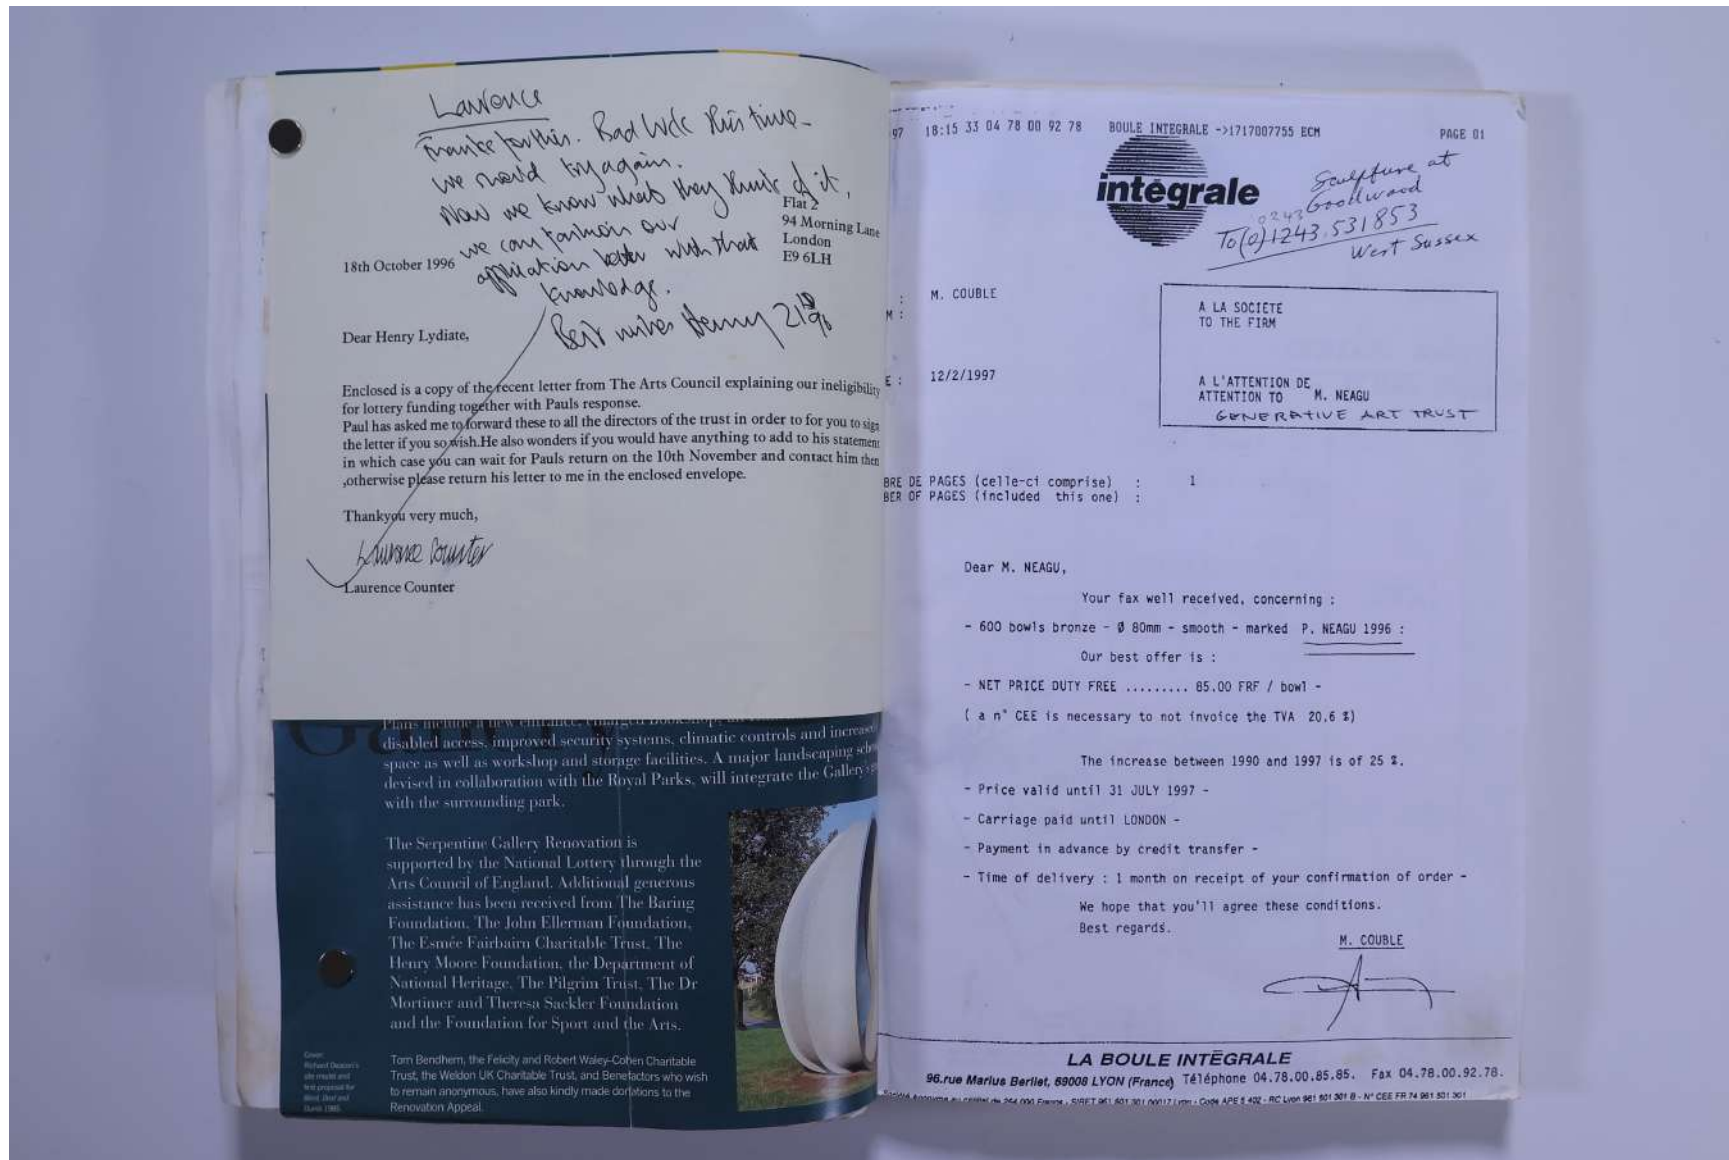 Lawrence
Thanks for this. Bad luck this time -
we should try again.
Now we know what they think of it,
we can fashion our
application better with that
knowledge.
Best wishes Henry
Flat 2
94 Morning Lane
London
E9 6LH
18th October 1996
Dear Henry Lydiate,
Enclosed is a copy of the recent letter from The Arts Council explaining our ineligibility
for lottery funding together with Pauls response.
Paul has asked me to forward these to all the directors of the trust in order to for you to sign
the letter if you so wish.He also wonders if you would have anything to add to his statement
in which case you can wait for Pauls return on the 10th November and contact him then
,otherwise please return his letter to me in the enclosed envelope.
Thankyou very much,
Laurence Counter
Laurence Counter
Gallery
Plans include a new entrance, enlarged bookshop,
disabled access, improved security systems, climatic controls and increased
space as well as workshop and storage facilities. A major landscaping
devised in collaboration with the Royal Parks, will integrate the Gallery's
with the surrounding park.
The Serpentine Gallery Renovation is
supported by the National Lottery through the
Arts Council of England. Additional generous
assistance has been received from The Baring
Foundation, The John Ellerman Foundation,
The Esmée Fairbairn Charitable Trust, The
Henry Moore Foundation, the Department of
National Heritage, The Pilgrim Trust, The Dr
Mortimer and Theresa Sackler Foundation
and the Foundation for Sport and the Arts.
Tom Bendhem, the Felicity and Robert Waley-Cohen Charitable
Trust, the Weldon UK Charitable Trust, and Benefactors who wish
to remain anonymous, have also kindly made donations to the
Renovation Appeal.
Cover:
Richard Deacon's
site model and
first proposal for
97 18:15 33 04 78 00 92 78 BOULE INTEGRALE ->1717007755 ECM PAGE 01
intégrale
Sculpture at
Goodwood
0243
To (0)1243.531853
West Sussex
: M. COUBLE
M :
E : 12/2/1997
A LA SOCIETE
TO THE FIRM
A L'ATTENTION DE
ATTENTION TO M. NEAGU
GENERATIVE ART TRUST
BRE DE PAGES (celle-ci comprise) : 1
BER OF PAGES (included this one) :
Dear M. NEAGU,
Your fax well received, concerning :
- 600 bowls bronze - Ø 80mm - smooth - marked P. NEAGU 1996 :
Our best offer is :
- NET PRICE DUTY FREE ......... 85.00 FRF / bowl -
( a n° CEE is necessary to not invoice the TVA 20,6 %)
The increase between 1990 and 1997 is of 25 %.
- Price valid until 31 JULY 1997 -
- Carriage paid until LONDON -
- Payment in advance by credit transfer -
- Time of delivery : 1 month on receipt of your confirmation of order -
We hope that you'll agree these conditions.
Best regards.
M. COUBLE
LA BOULE INTÉGRALE
96.rue Marius Berliet, 69008 LYON (France) Téléphone 04.78.00.85.85. Fax 04.78.00.92.78.